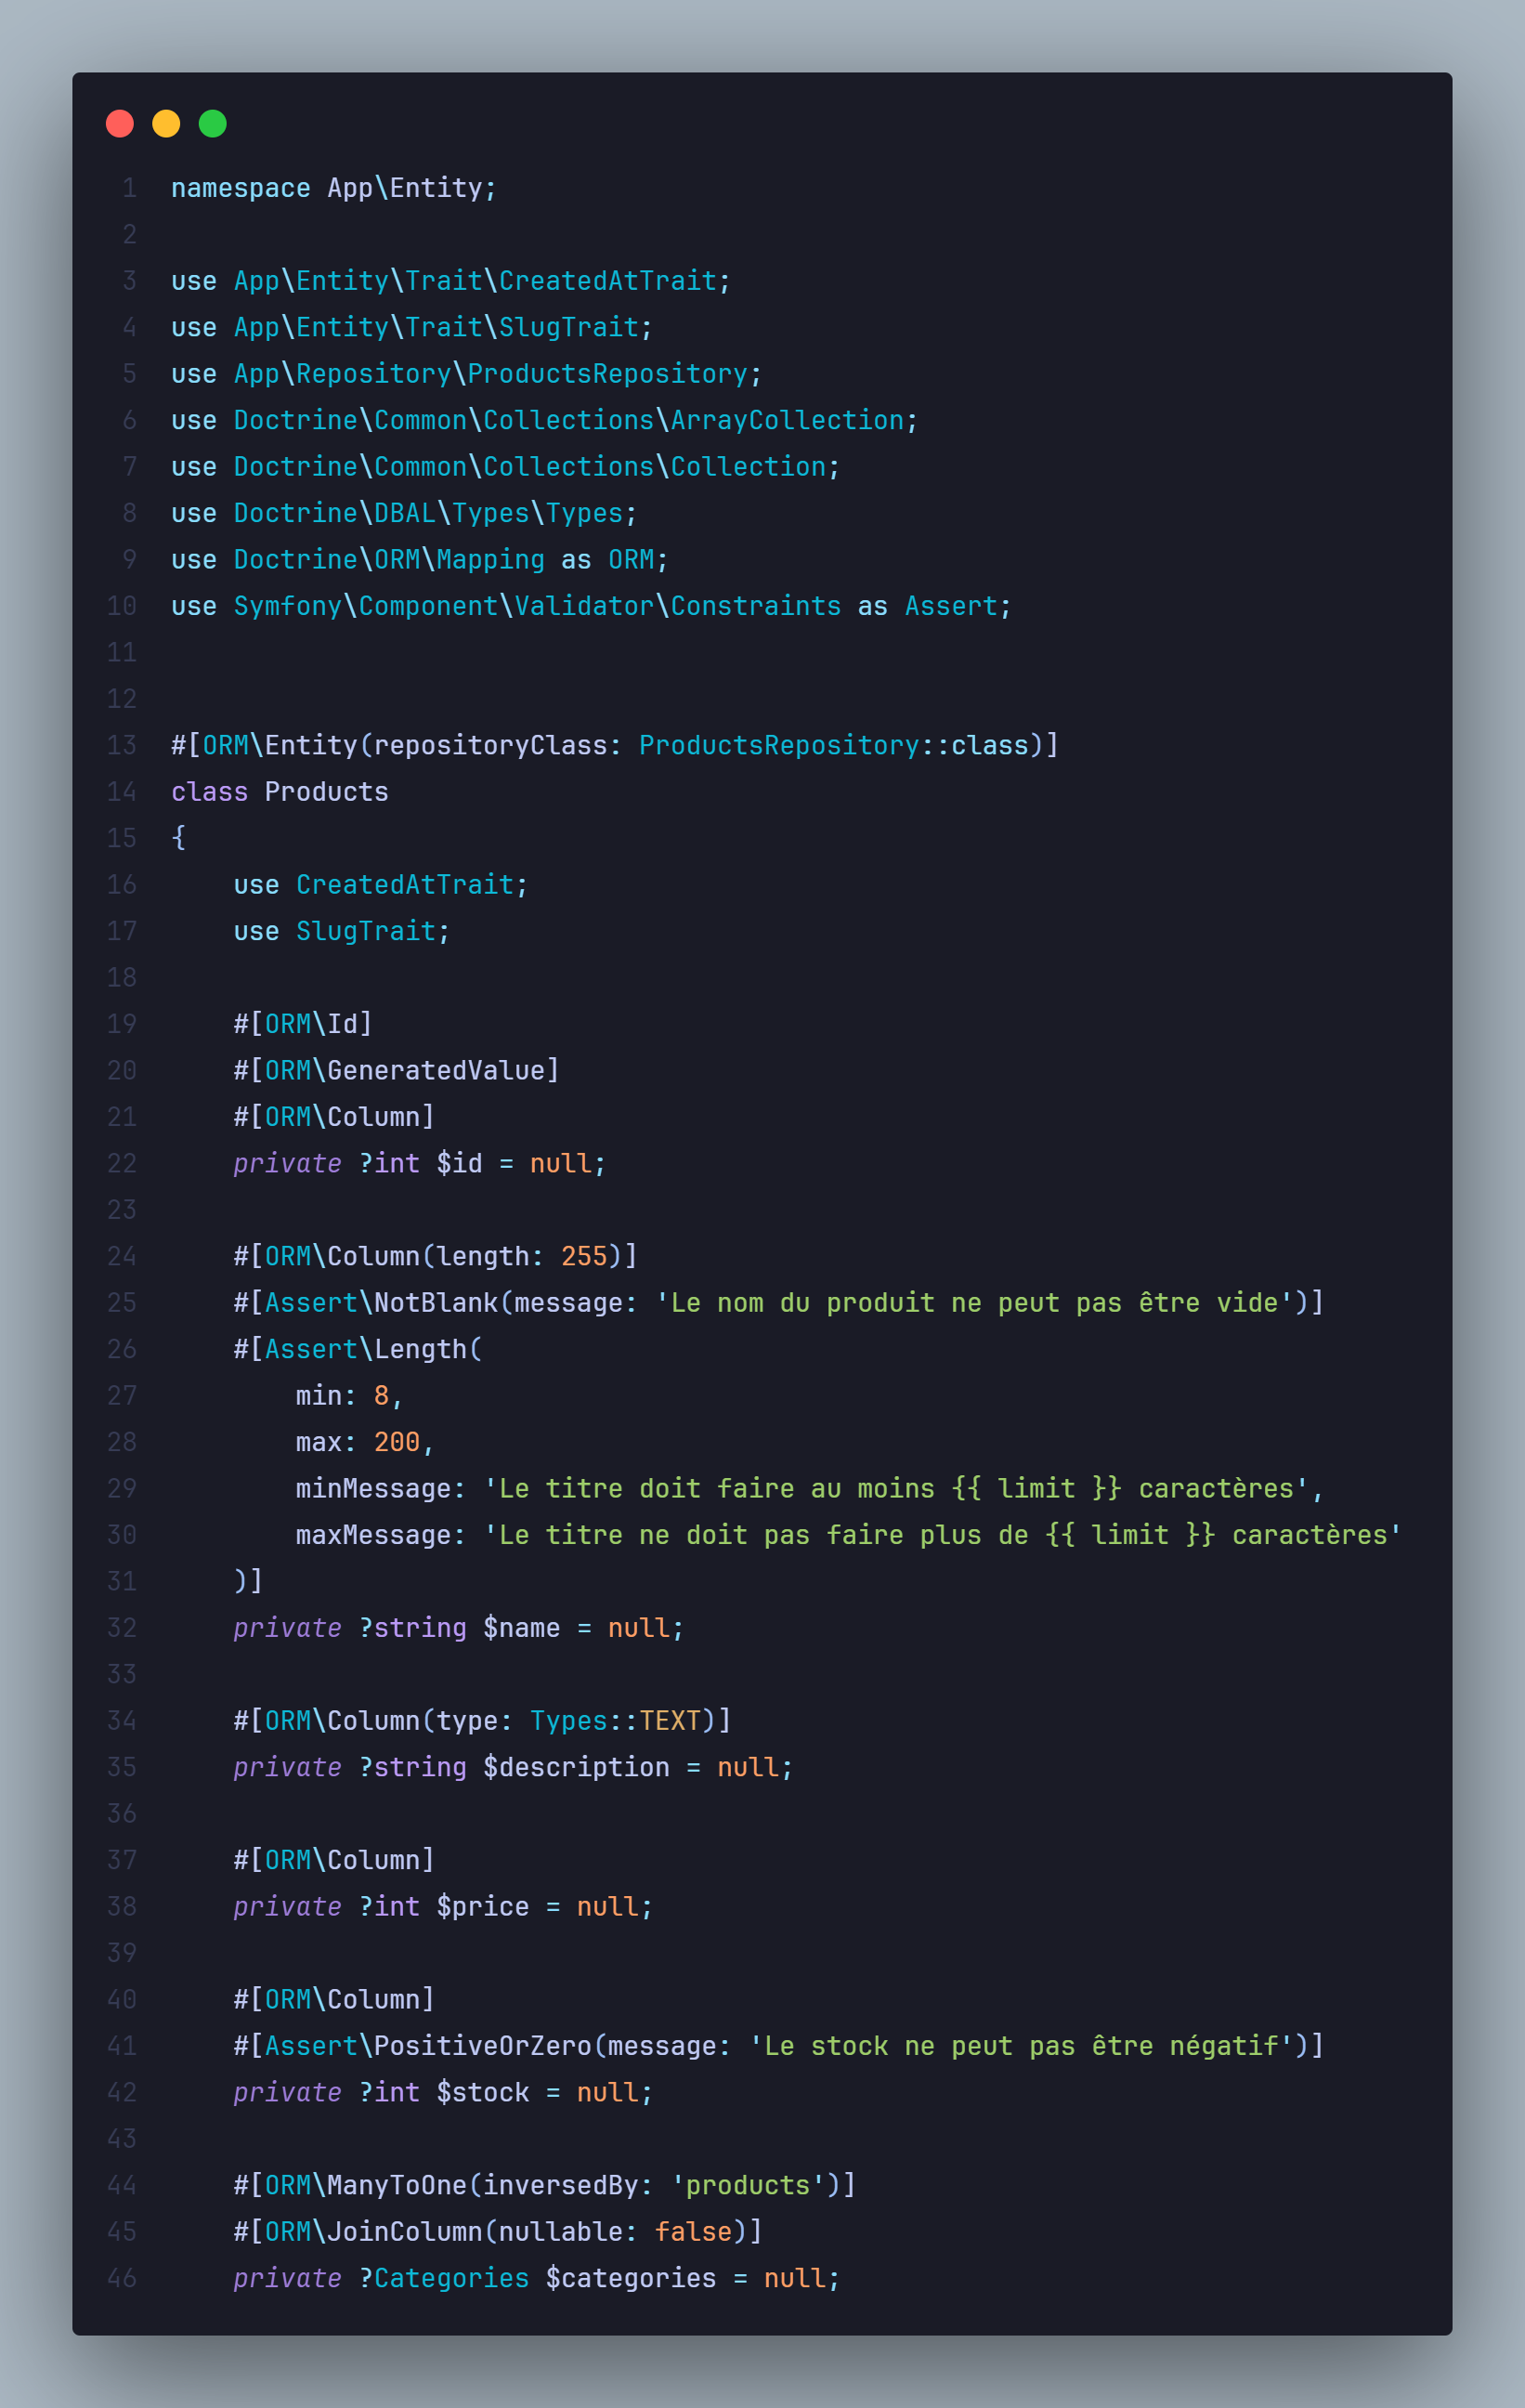 1 namespace App\Entity;
2
3 use App\Entity\Trait\CreatedAtTrait;
4 use App\Entity\Trait\SlugTrait;
5 use App\Repository\ProductsRepository;
6 use Doctrine\Common\Collections\ArrayCollection;
7 use Doctrine\Common\Collections\Collection;
8 use Doctrine\DBAL\Types\Types;
9 use Doctrine\ORM\Mapping as ORM;
10 use Symfony\Component\Validator\Constraints as Assert;
11
12
13 #[ORM\Entity(repositoryClass: ProductsRepository::class)]
14 class Products
15 {
16     use CreatedAtTrait;
17     use SlugTrait;
18
19     #[ORM\Id]
20     #[ORM\GeneratedValue]
21     #[ORM\Column]
22     private ?int $id = null;
23
24     #[ORM\Column(length: 255)]
25     #[Assert\NotBlank(message: 'Le nom du produit ne peut pas être vide')]
26     #[Assert\Length(
27         min: 8,
28         max: 200,
29         minMessage: 'Le titre doit faire au moins {{ limit }} caractères',
30         maxMessage: 'Le titre ne doit pas faire plus de {{ limit }} caractères'
31     )]
32     private ?string $name = null;
33
34     #[ORM\Column(type: Types::TEXT)]
35     private ?string $description = null;
36
37     #[ORM\Column]
38     private ?int $price = null;
39
40     #[ORM\Column]
41     #[Assert\PositiveOrZero(message: 'Le stock ne peut pas être négatif')]
42     private ?int $stock = null;
43
44     #[ORM\ManyToOne(inversedBy: 'products')]
45     #[ORM\JoinColumn(nullable: false)]
46     private ?Categories $categories = null;